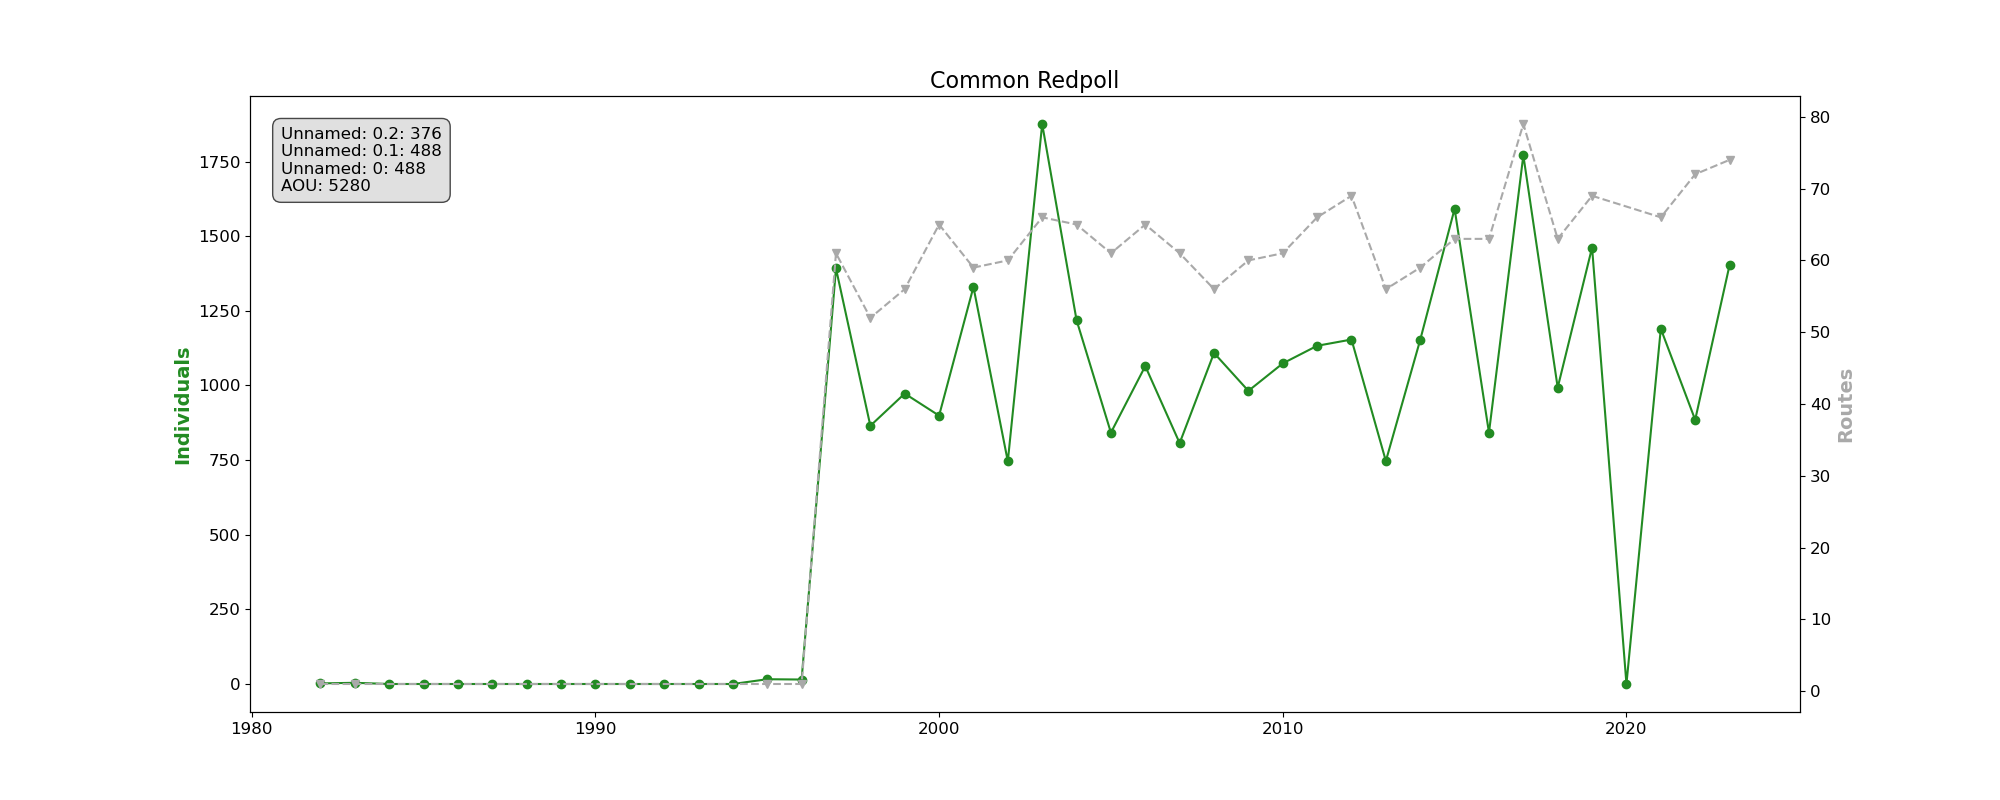 Common Redpoll
Unnamed: 0.2: 376
Unnamed: 0.1: 488
Unnamed: 0: 488
AOU: 5280
Individuals
1750
1500
1250
1000
750
500
250
0
80
70
60
50
40
30
20
10
0
Routes
1980 1990 2000 2010 2020